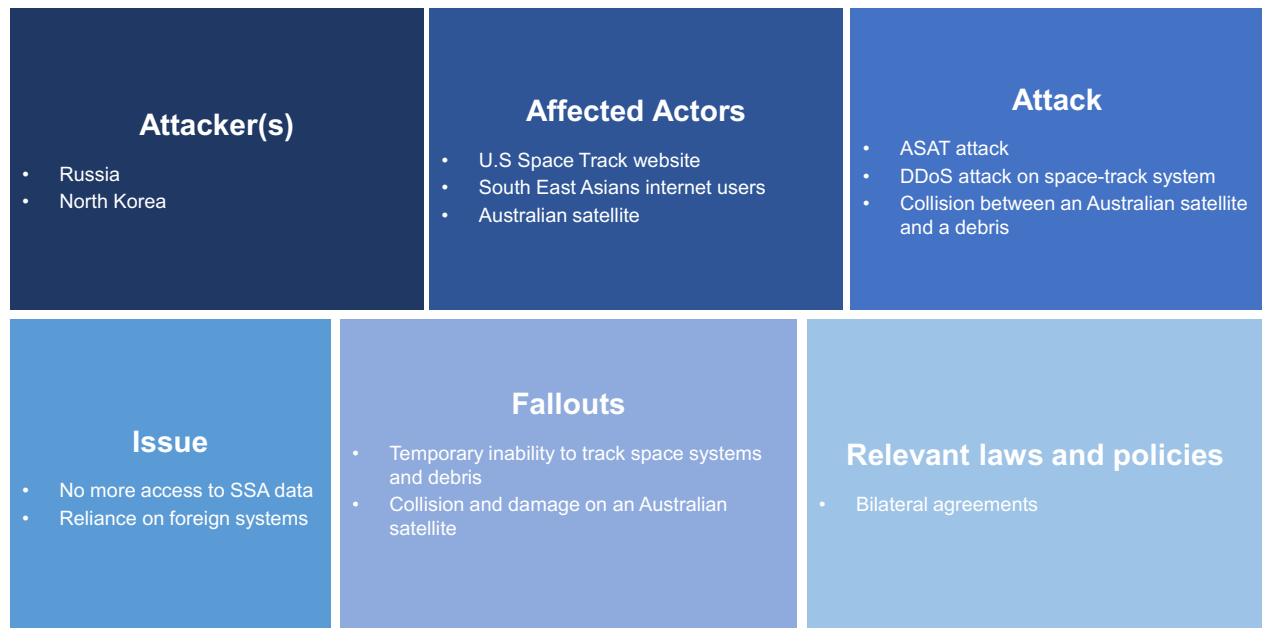 Attacker(s)
• Russia
• North Korea
Affected Actors
• U.S Space Track website
• South East Asians internet users
• Australian satellite
Attack
• ASAT attack
• DDoS attack on space-track system
• Collision between an Australian satellite
and a debris
Issue
• No more access to SSA data
• Reliance on foreign systems
Fallouts
• Temporary inability to track space systems
and debris
• Collision and damage on an Australian
satellite
Relevant laws and policies
• Bilateral agreements